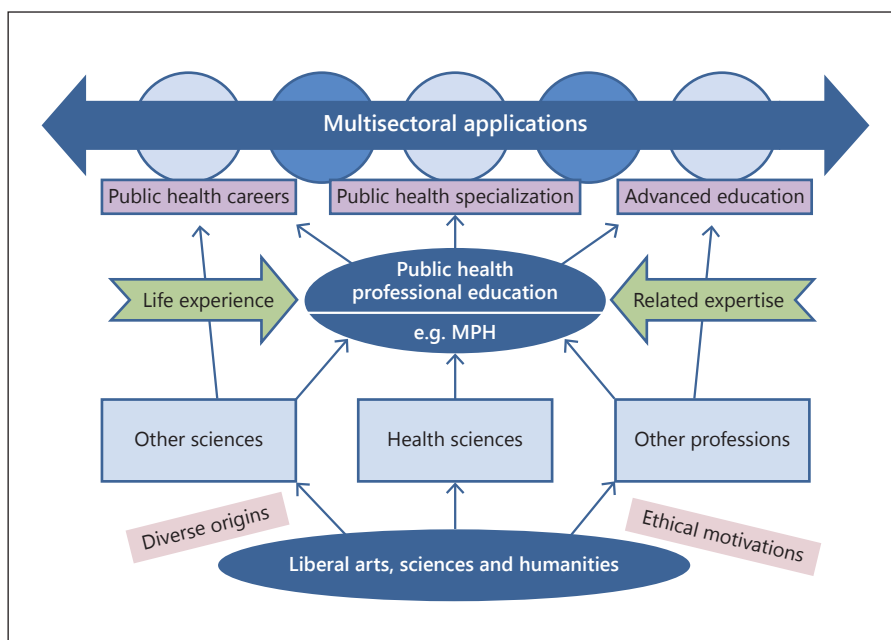 Multisectoral applications
Public health careers
Public health specialization
Advanced education
Life experience
Public health
professional education
e.g. MPH
Related expertise
Other sciences
Health sciences
Other professions
Diverse origins
Ethical motivations
Liberal arts, sciences and humanities